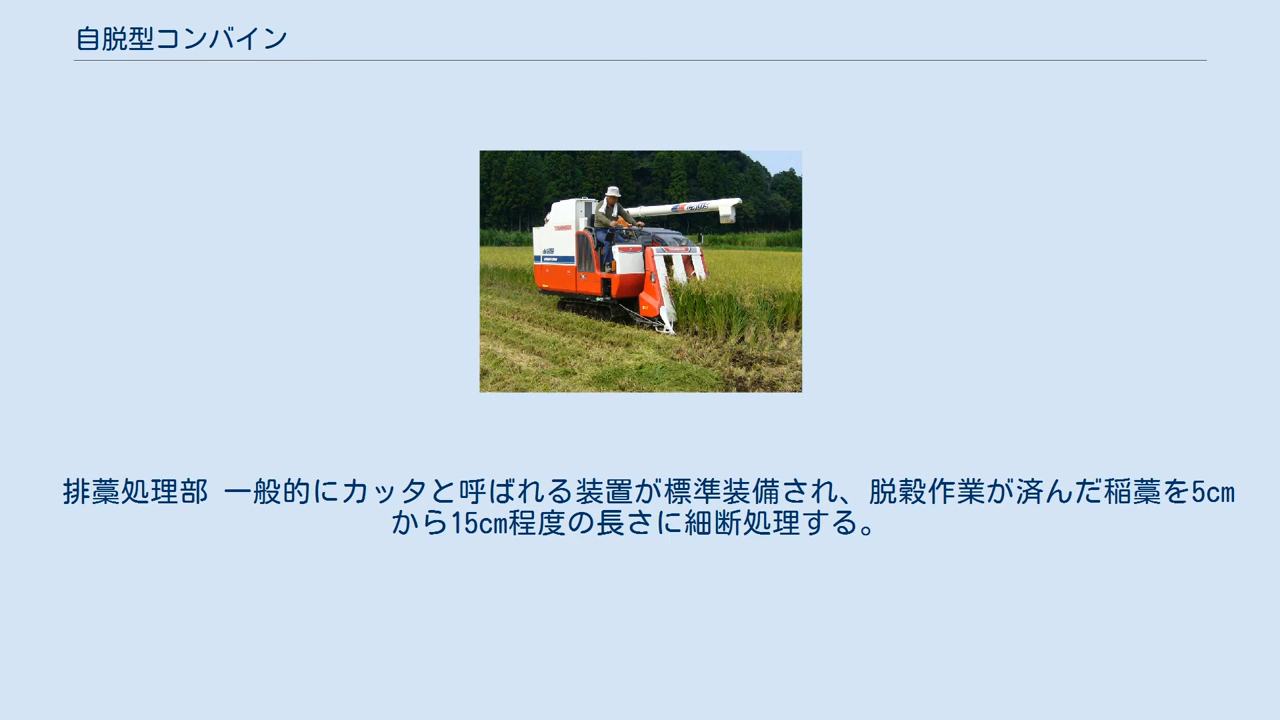 自脱型コンバイン
排藁処理部 一般的にカッタと呼ばれる装置が標準装備され、脱穀作業が済んだ稲藁を5cm
から15cm程度の長さに細断処理する。